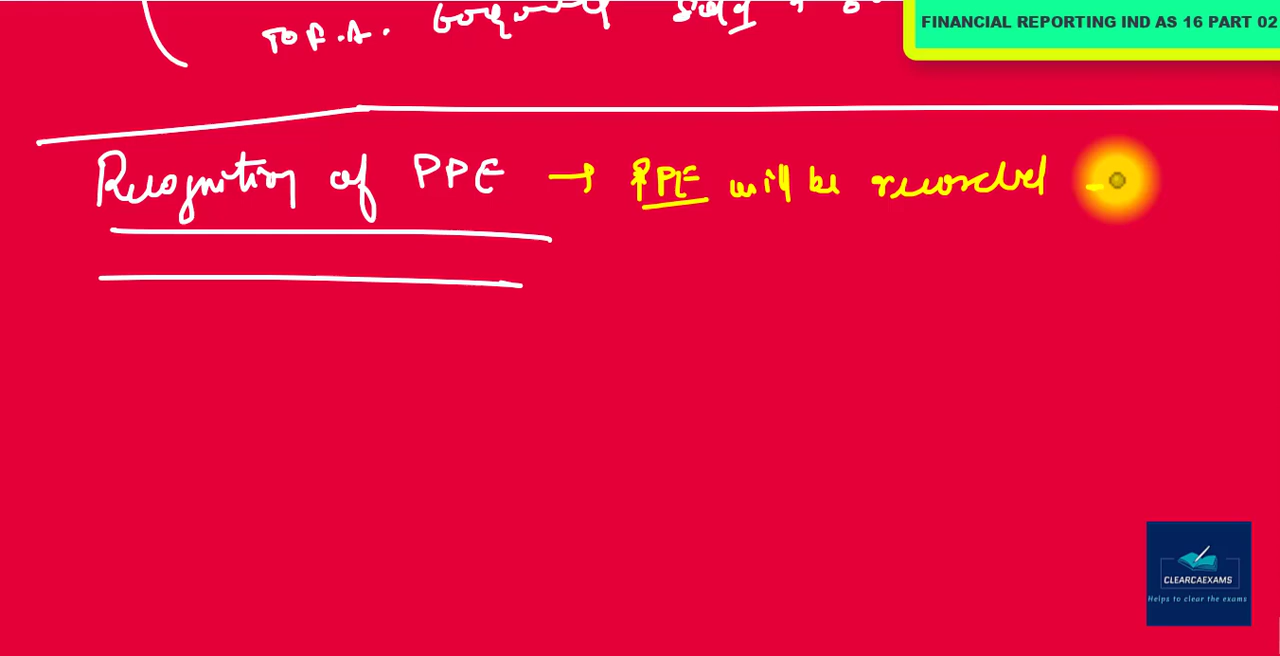 FINANCIAL REPORTING IND AS 16 PART 02
Recognition of PPE → PPE will be recorded -
CLEARCAEXAMS
Helps to clear the exams